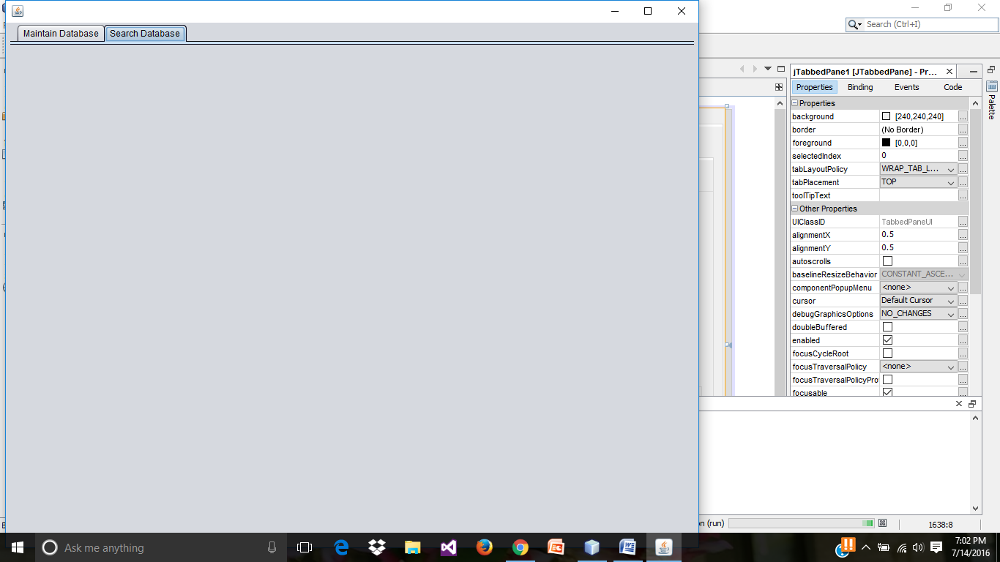 Search (Ctrl+I)
Maintain Database
Search Database
jTabbedPane1 [JTabbedPane] - Pr...
Properties Binding Events Code
Palette
Properties
background [240,240,240] ...
border (No Border) ...
foreground [0,0,0] ...
selectedIndex 0 ...
tabLayoutPolicy WRAP_TAB_L... ...
tabPlacement TOP ...
toolTipText ...
Other Properties
UIClassID TabbedPaneUI ...
alignmentX 0.5 ...
alignmentY 0.5 ...
autoscrolls ...
baselineResizeBehavior CONSTANT_ASCE... ...
componentPopupMenu <none> ...
cursor Default Cursor ...
debugGraphicsOptions NO_CHANGES ...
doubleBuffered ...
enabled ...
focusCycleRoot ...
focusTraversalPolicy <none> ...
focusTraversalPolicyPro ...
focusable ...
on (run) 1638:8
Ask me anything
7:02 PM
7/14/2016